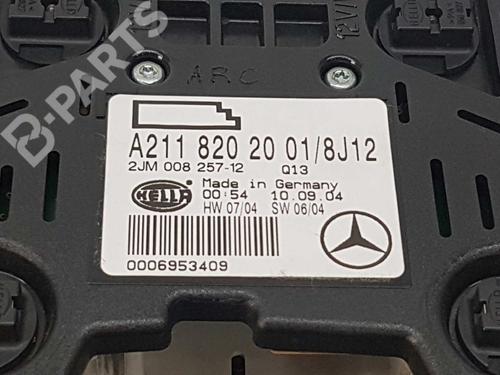 B-PARTS
12V/
ARC
A211 820 20 01/8J12
2JM 008 257-12 Q13
Made in Germany
HELLA 00:54 10.09.04
HW 07/04 SW 06/04
0006953409